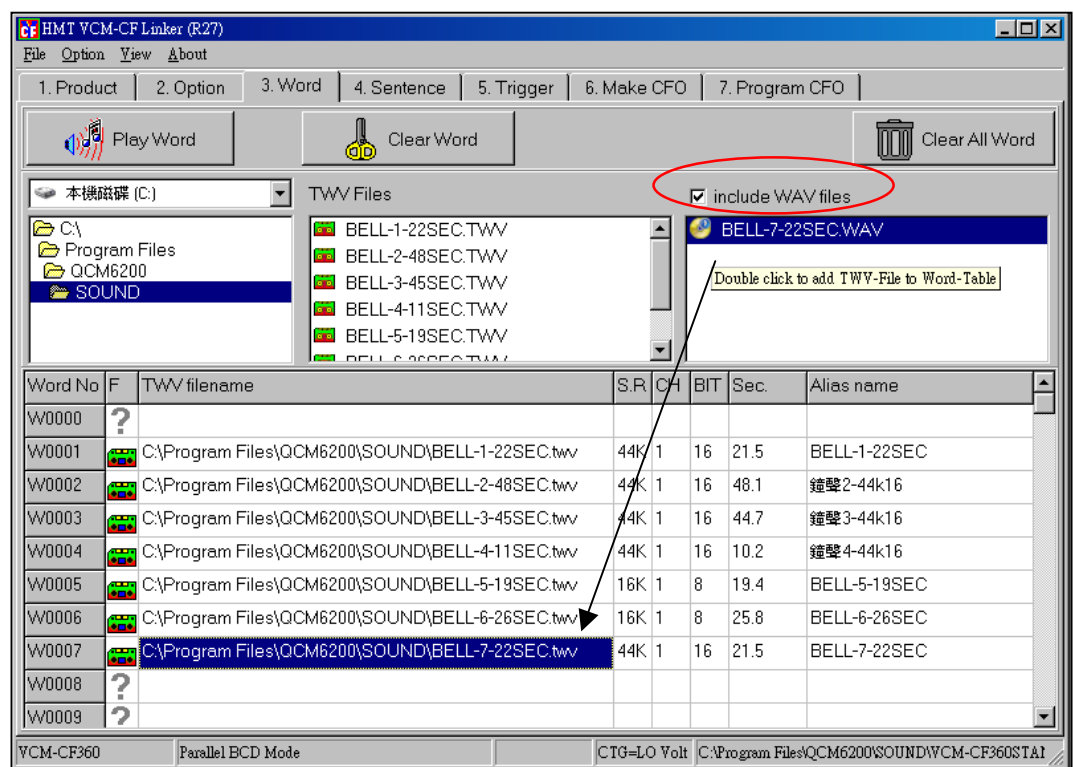 HMT VCM-CF Linker (R27)
File Option View About
1. Product 2. Option 3. Word 4. Sentence 5. Trigger 6. Make CFO 7. Program CFO
Play Word Clear Word Clear All Word
本機磁碟 (C:) TWV Files include WAV files
C:\
Program Files
QCM6200
SOUND
BELL-1-22SEC.TWV
BELL-2-48SEC.TWV
BELL-3-45SEC.TWV
BELL-4-11SEC.TWV
BELL-5-19SEC.TWV
BELL-6-26SEC.TWV
BELL-7-22SEC.WAV
Double click to add TWV-File to Word-Table
Word No F TWV filename S.R CH BIT Sec. Alias name
W0000 ?
W0001 C:\Program Files\QCM6200\SOUND\BELL-1-22SEC.twv 44K 1 16 21.5 BELL-1-22SEC
W0002 C:\Program Files\QCM6200\SOUND\BELL-2-48SEC.twv 44K 1 16 48.1 鐘聲2-44k16
W0003 C:\Program Files\QCM6200\SOUND\BELL-3-45SEC.twv 44K 1 16 44.7 鐘聲3-44k16
W0004 C:\Program Files\QCM6200\SOUND\BELL-4-11SEC.twv 44K 1 16 10.2 鐘聲4-44k16
W0005 C:\Program Files\QCM6200\SOUND\BELL-5-19SEC.twv 16K 1 8 19.4 BELL-5-19SEC
W0006 C:\Program Files\QCM6200\SOUND\BELL-6-26SEC.twv 16K 1 8 25.8 BELL-6-26SEC
W0007 C:\Program Files\QCM6200\SOUND\BELL-7-22SEC.twv 44K 1 16 21.5 BELL-7-22SEC
W0008 ?
W0009 ?
VCM-CF360 Parallel BCD Mode CTG=LO Volt C:\Program Files\QCM6200\SOUND\VCM-CF360STA1